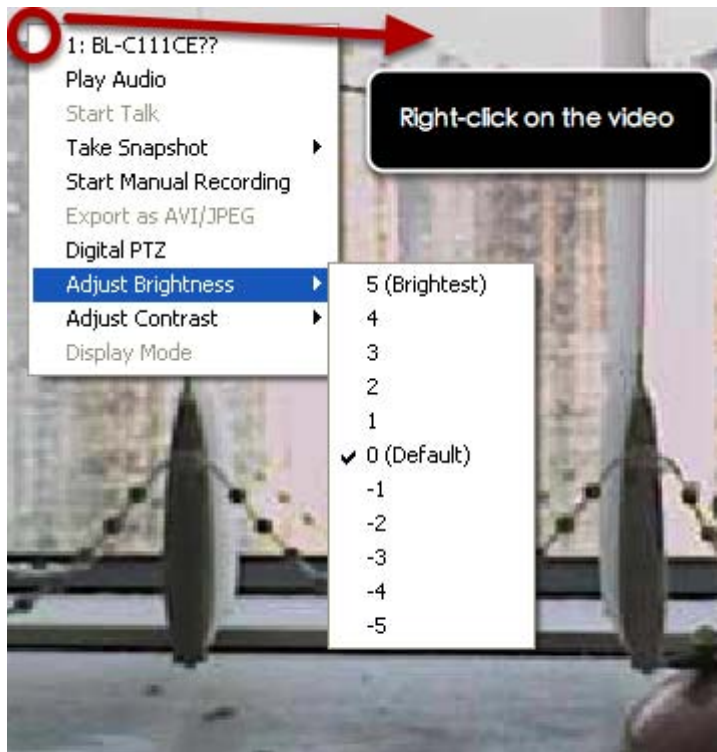 1: BL-C111CE??
Play Audio
Start Talk
Take Snapshot
Start Manual Recording
Export as AVI/JPEG
Digital PTZ
Adjust Brightness
Adjust Contrast
Display Mode
Right-click on the video
5 (Brightest)
4
3
2
1
0 (Default)
-1
-2
-3
-4
-5